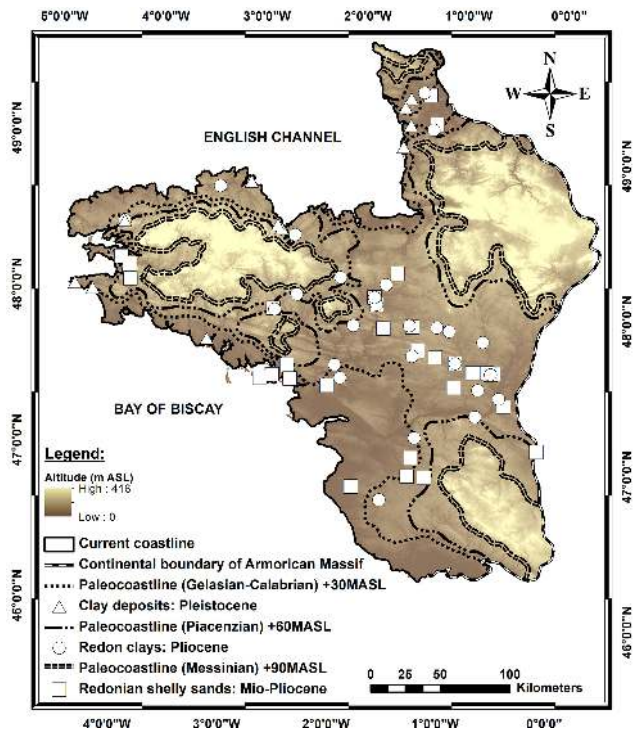 5°0'0"W 4°0'0"W 3°0'0"W 2°0'0"W 1°0'0"W 0°0'0"
N
W E
S
ENGLISH CHANNEL
49°0'0"N 49°0'0"N
48°0'0"N 48°0'0"N
BAY OF BISCAY
47°0'0"N 47°0'0"N
46°0'0"N 46°0'0"N
Legend:
Altitude (m ASL)
High : 416
Low : 0
Current coastline
Continental boundary of Armorican Massif
Paleocoastline (Gelasian-Calabrian) +30MASL
Clay deposits: Pleistocene
Paleocoastline (Piacenzian) +60MASL
Redon clays: Pliocene
Paleocoastline (Messinian) +90MASL
Redonian shelly sands: Mio-Pliocene
0 25 50 100
Kilometers
4°0'0"W 3°0'0"W 2°0'0"W 1°0'0"W 0°0'0"